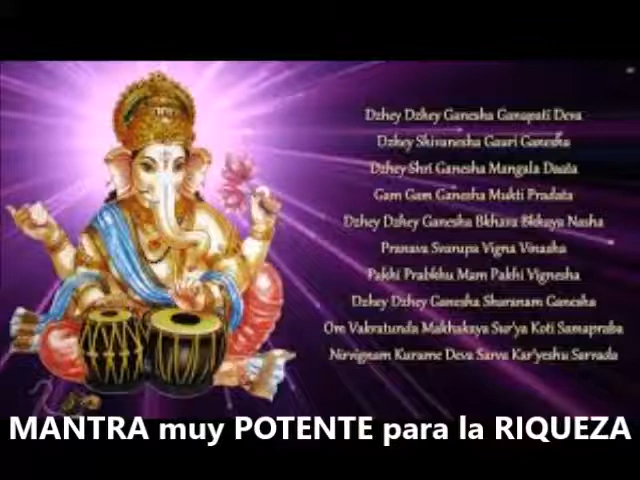 Dzhey Dzhey Ganesha Ganapati Deva
Dzhey Shivanesha Gauri Ganesha
Dzhey Shri Ganesha Mangala Daata
Gam Gam Ganesha Mukti Pradata
Dzhey Dzhey Ganesha Bkhava Bkhaya Nasha
Pranava Svarupa Vigna Vinasha
Pakhi Prabkhu Mam Pakhi Vignesha
Dzhey Dzhey Ganesha Sharanam Ganesha
Om Vakratunda Makhakaya Sur'ya Koti Samapraba
Nirvignam Kurame Deva Sarva Kar'yeshu Sarvada
MANTRA muy POTENTE para la RIQUEZA